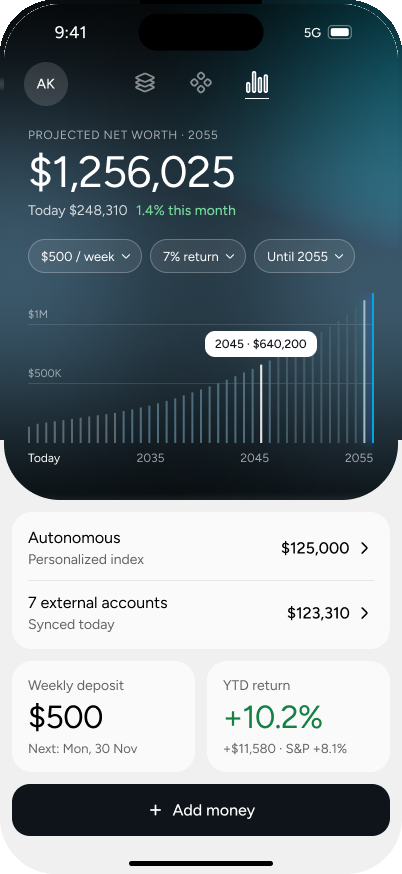 9:41
5G
AK
PROJECTED NET WORTH · 2055
$1,256,025
Today $248,310 1.4% this month
$500 / week
7% return
Until 2055
$1M
2045 · $640,200
$500K
Today 2035 2045 2055
Autonomous
Personalized index
$125,000
7 external accounts
Synced today
$123,310
Weekly deposit
$500
Next: Mon, 30 Nov
YTD return
+10.2%
+$11,580 · S&P +8.1%
+ Add money